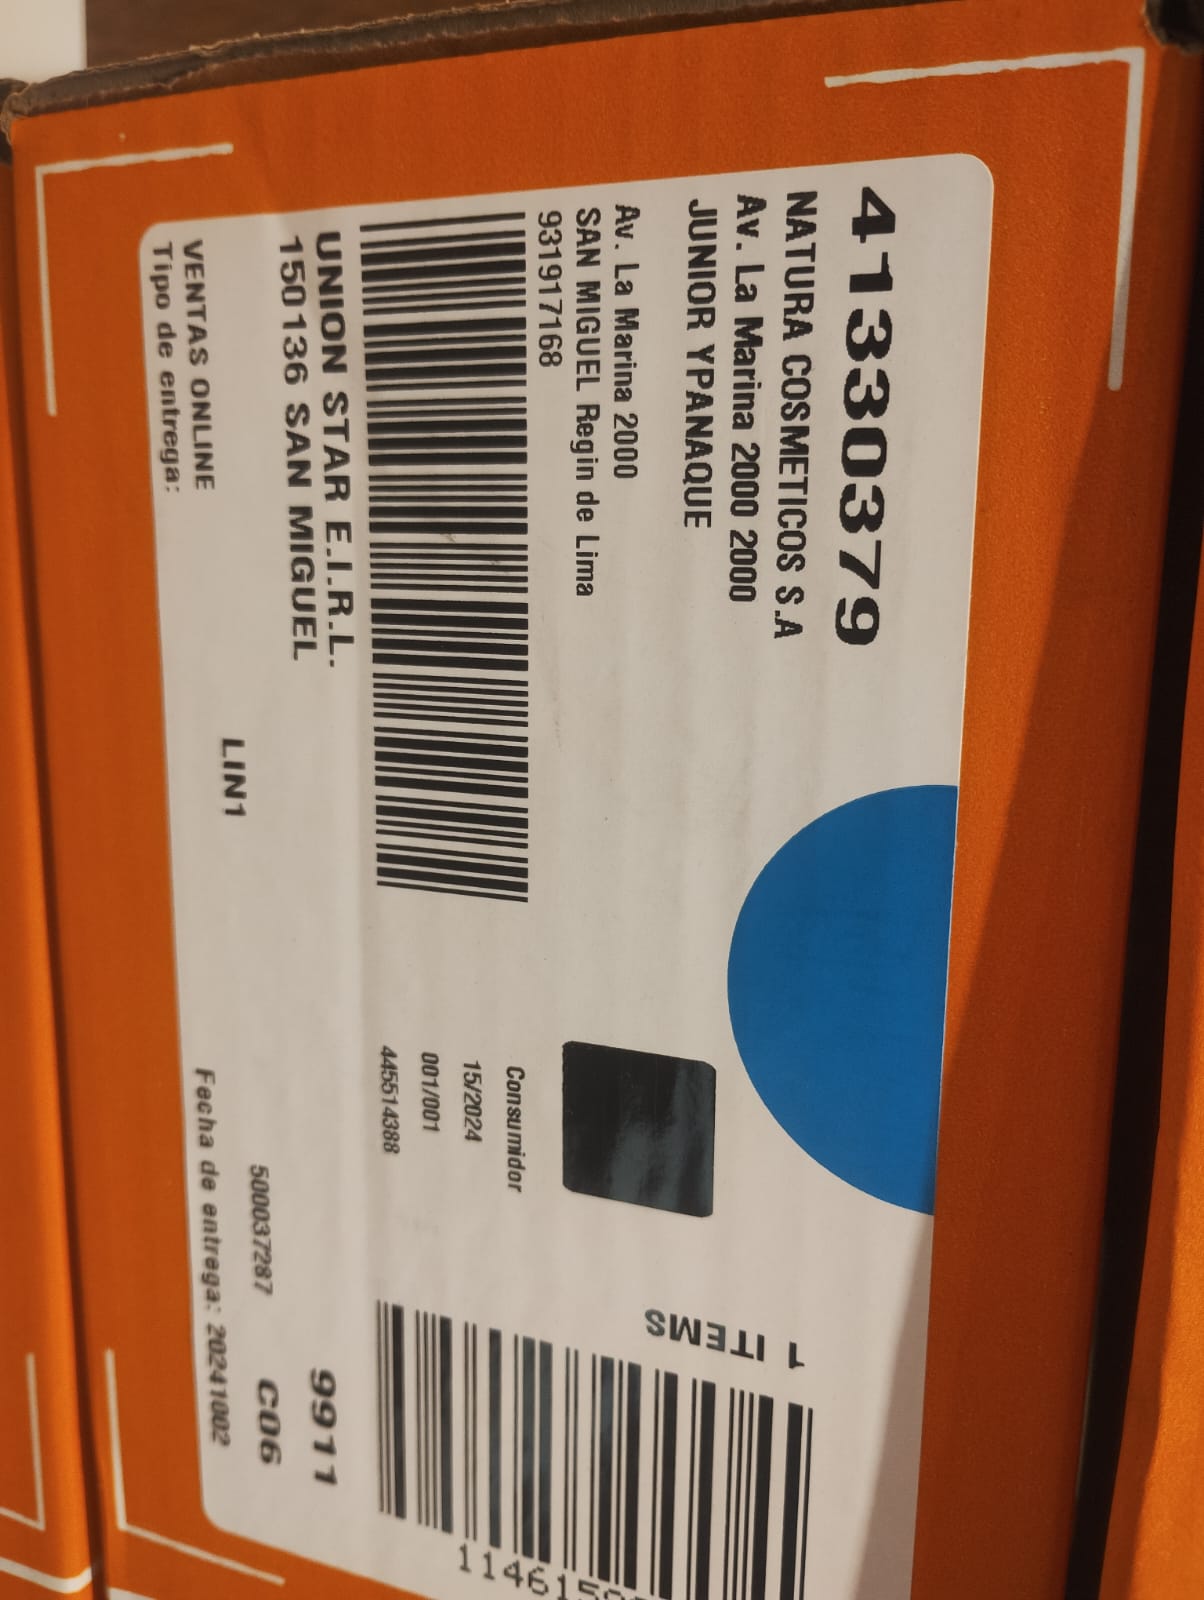 41330379
NATURA COSMETICOS S.A
Av. La Marina 2000 2000
JUNIOR YPANAQUE
1 ITEMS
Av. La Marina 2000
SAN MIGUEL Regin de Lima
931917168
Consumidor
15/2024
001/001
445514388
UNION STAR E.I.R.L.
150136 SAN MIGUEL
9911
LIN1
500037287
C06
VENTAS ONLINE
Tipo de entrega:
Fecha de entrega: 20241002